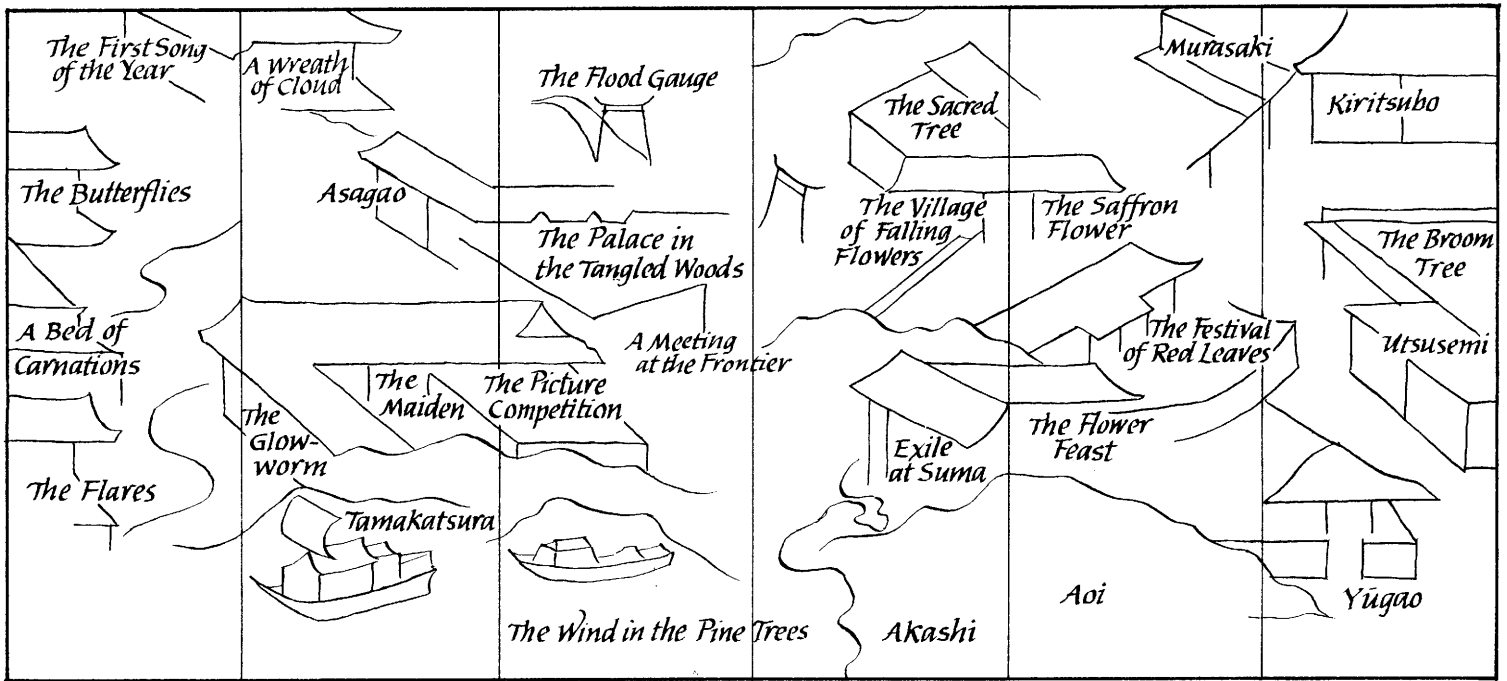 The First Song
of the Year
A Wreath
of Cloud
The Flood Gauge
The Sacred
Tree
Murasaki
Kiritsubo
The Butterflies
Asagao
The Palace in
the Tangled Woods
The Village
of Falling
Flowers
The Saffron
Flower
The Broom
Tree
A Bed of
Carnations
The
Glow-
worm
The
Maiden
The Picture
Competition
A Meeting
at the Frontier
Exile
at Suma
The Festival
of Red Leaves
The Flower
Feast
Utsusemi
The Flares
Tamakatsura
The Wind in the Pine Trees
Akashi
Aoi
Yūgao